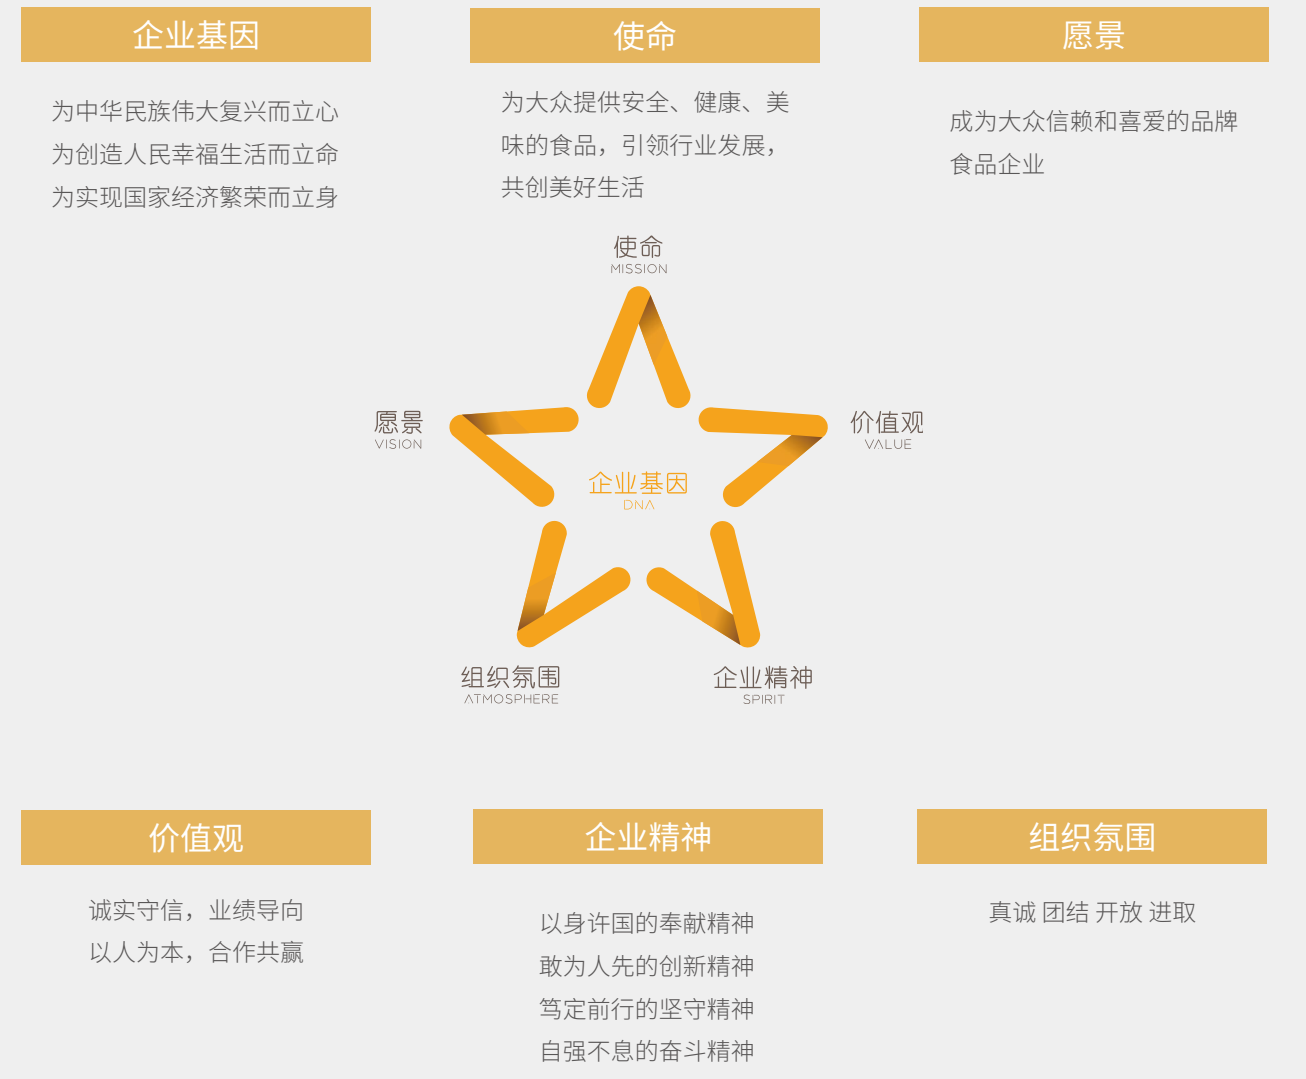 企业基因
为中华民族伟大复兴而立心
为创造人民幸福生活而立命
为实现国家经济繁荣而立身
使命
为大众提供安全、健康、美
味的食品，引领行业发展，
共创美好生活
愿景
成为大众信赖和喜爱的品牌
食品企业
使命
MISSION
愿景
VISION
价值观
VALUE
企业基因
DNA
组织氛围
ATMOSPHERE
企业精神
SPIRIT
价值观
诚实守信，业绩导向
以人为本，合作共赢
企业精神
以身许国的奉献精神
敢为人先的创新精神
笃定前行的坚守精神
自强不息的奋斗精神
组织氛围
真诚 团结 开放 进取